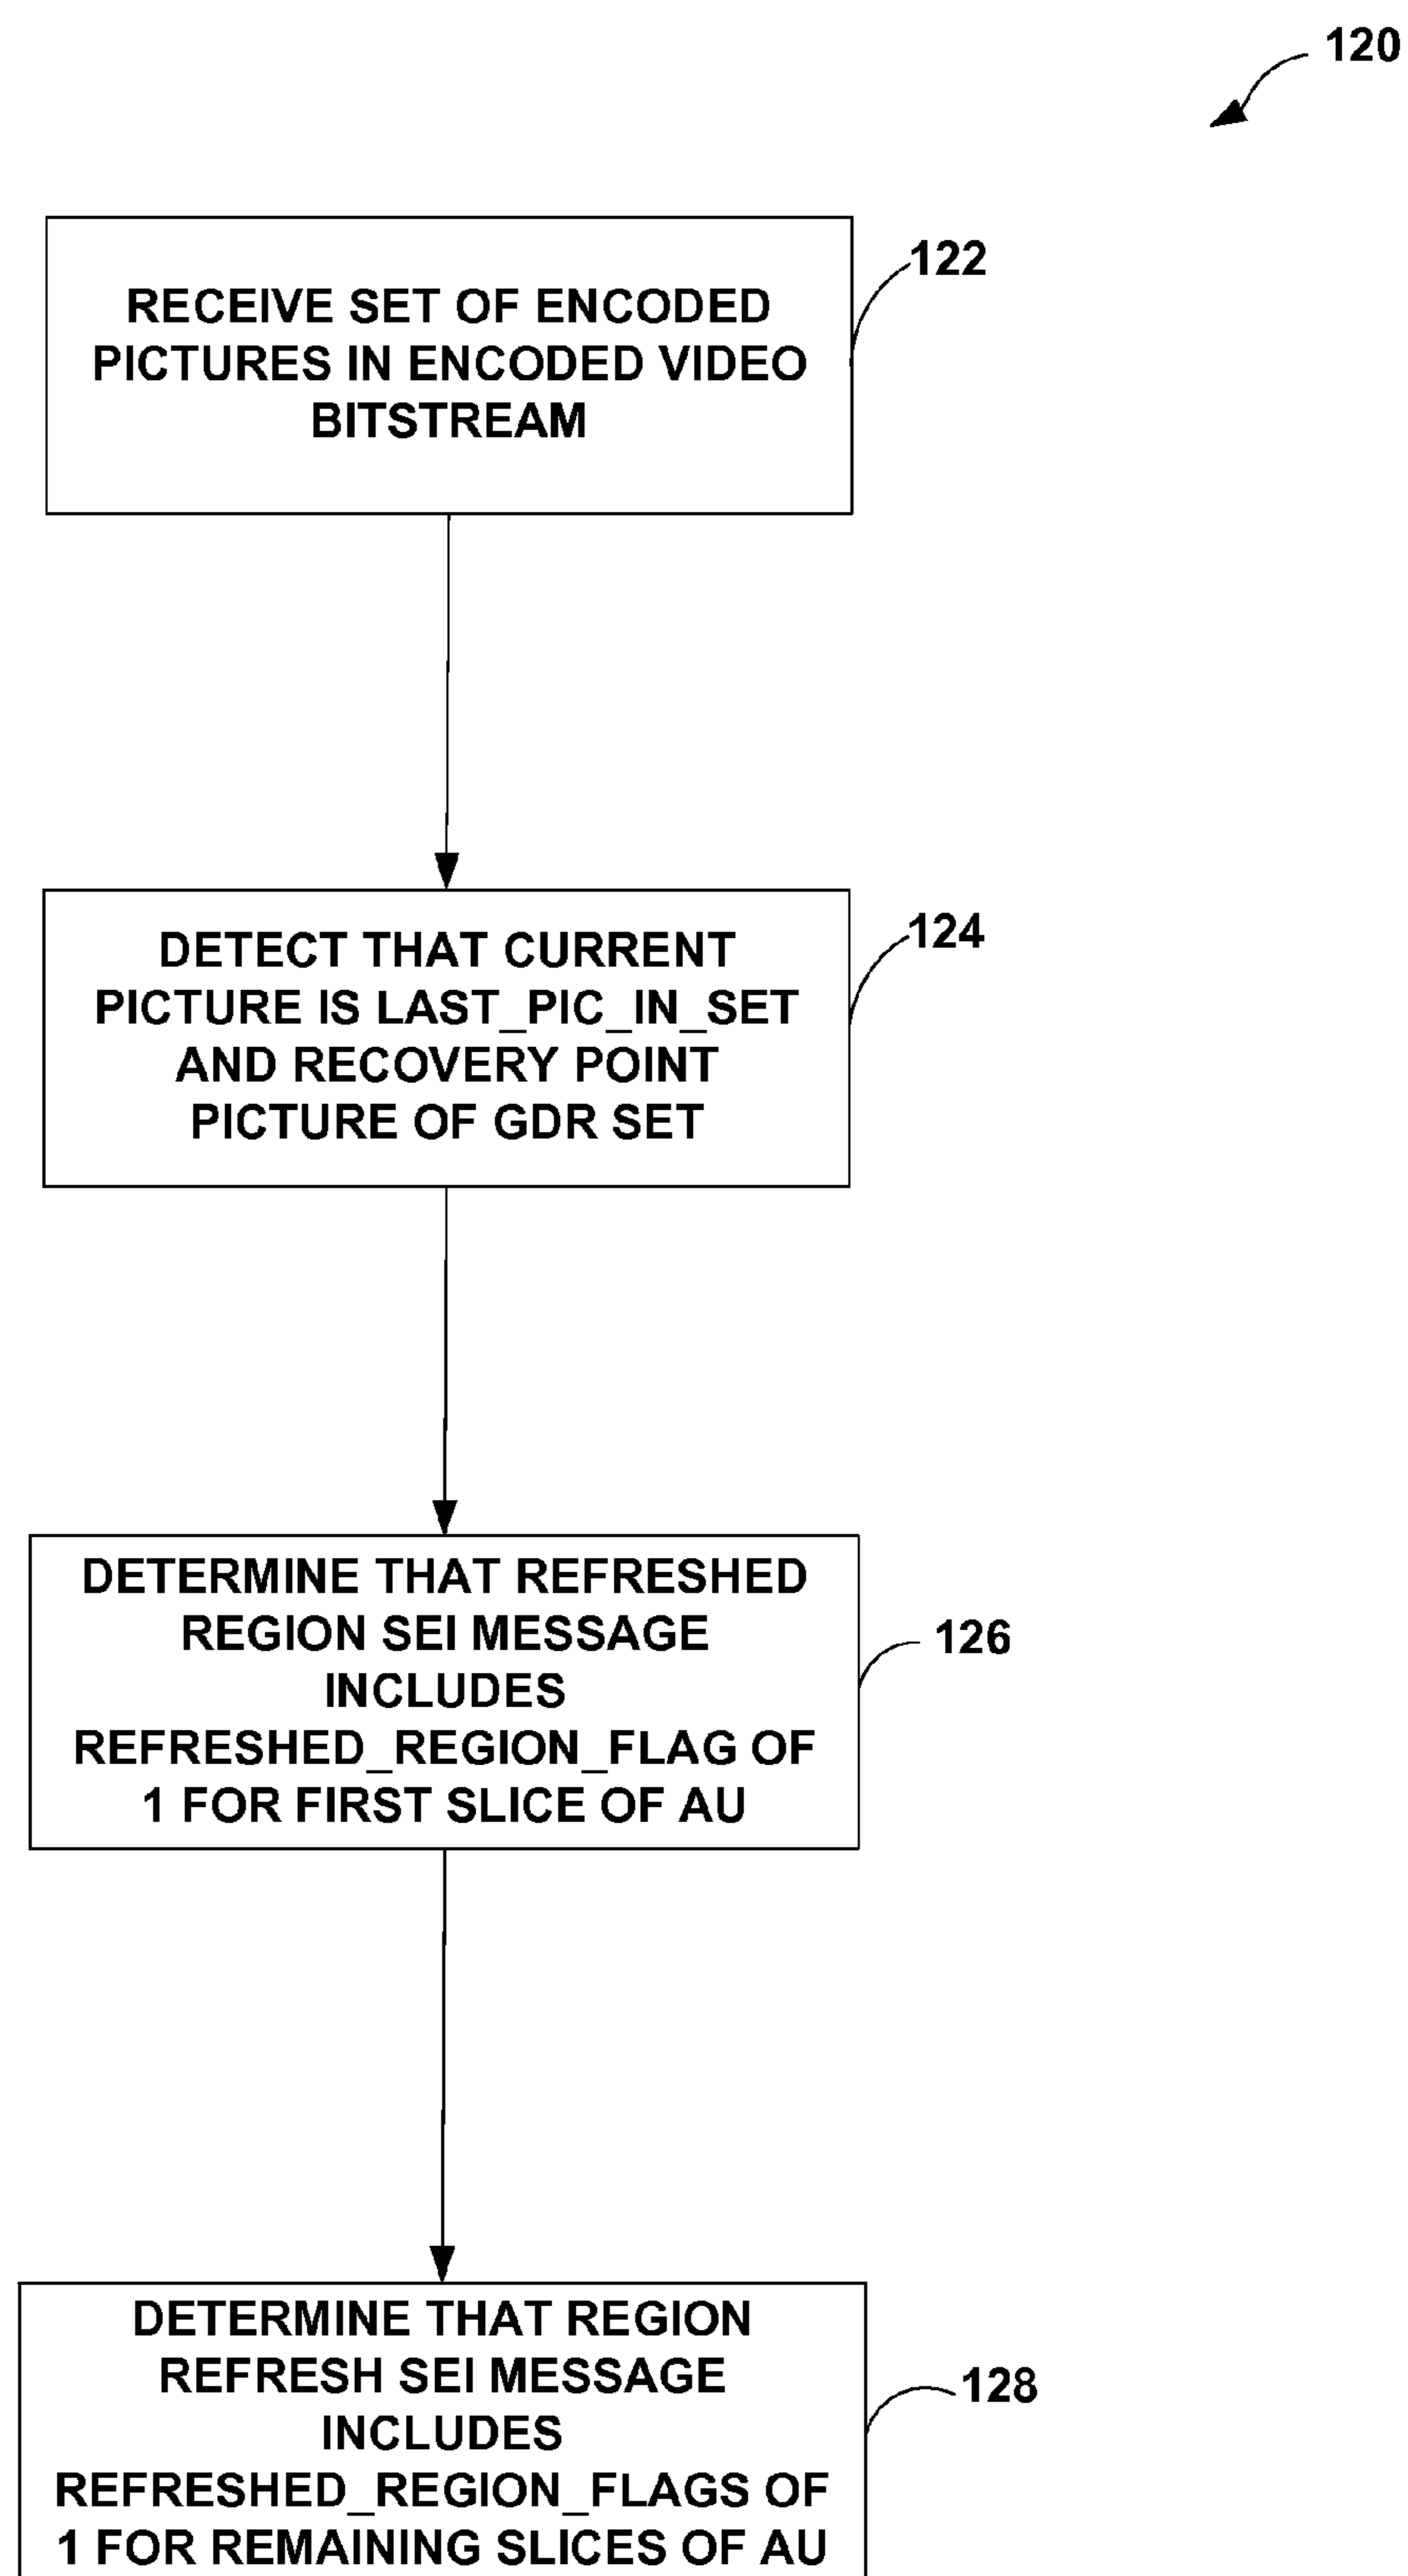 120
RECEIVE SET OF ENCODED
PICTURES IN ENCODED VIDEO
BITSTREAM
122
DETECT THAT CURRENT
PICTURE IS LAST_PIC_IN_SET
AND RECOVERY POINT
PICTURE OF GDR SET
124
DETERMINE THAT REFRESHED
REGION SEI MESSAGE
INCLUDES
REFRESHED_REGION_FLAG OF
1 FOR FIRST SLICE OF AU
126
DETERMINE THAT REGION
REFRESH SEI MESSAGE
INCLUDES
REFRESHED_REGION_FLAGS OF
1 FOR REMAINING SLICES OF AU
128